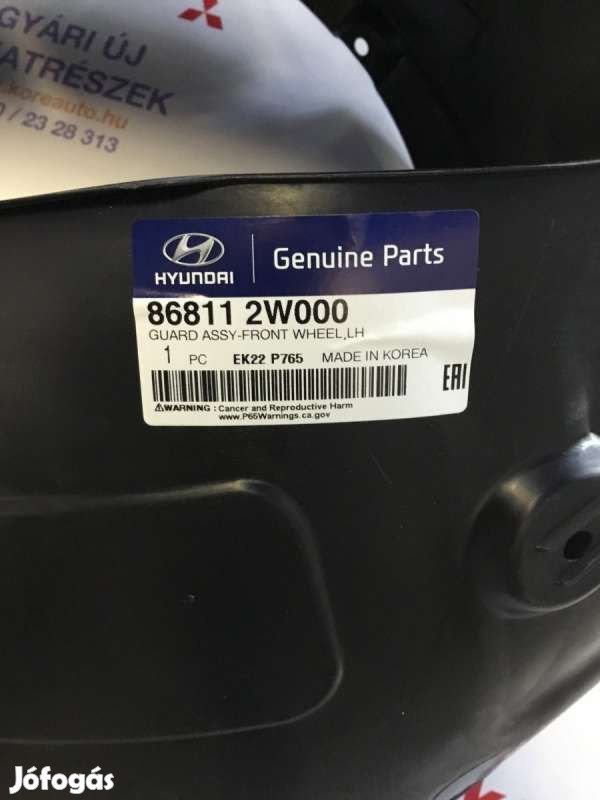 GYÁRI ÚJ
ATRÉSZEK
koreauto.hu
0 / 23 28 313
HYUNDAI
Genuine Parts
86811 2W000
GUARD ASSY-FRONT WHEEL,LH
1 PC EK22 P765 MADE IN KOREA
EAC
WARNING : Cancer and Reproductive Harm
www.P65Warnings.ca.gov
Jófogás